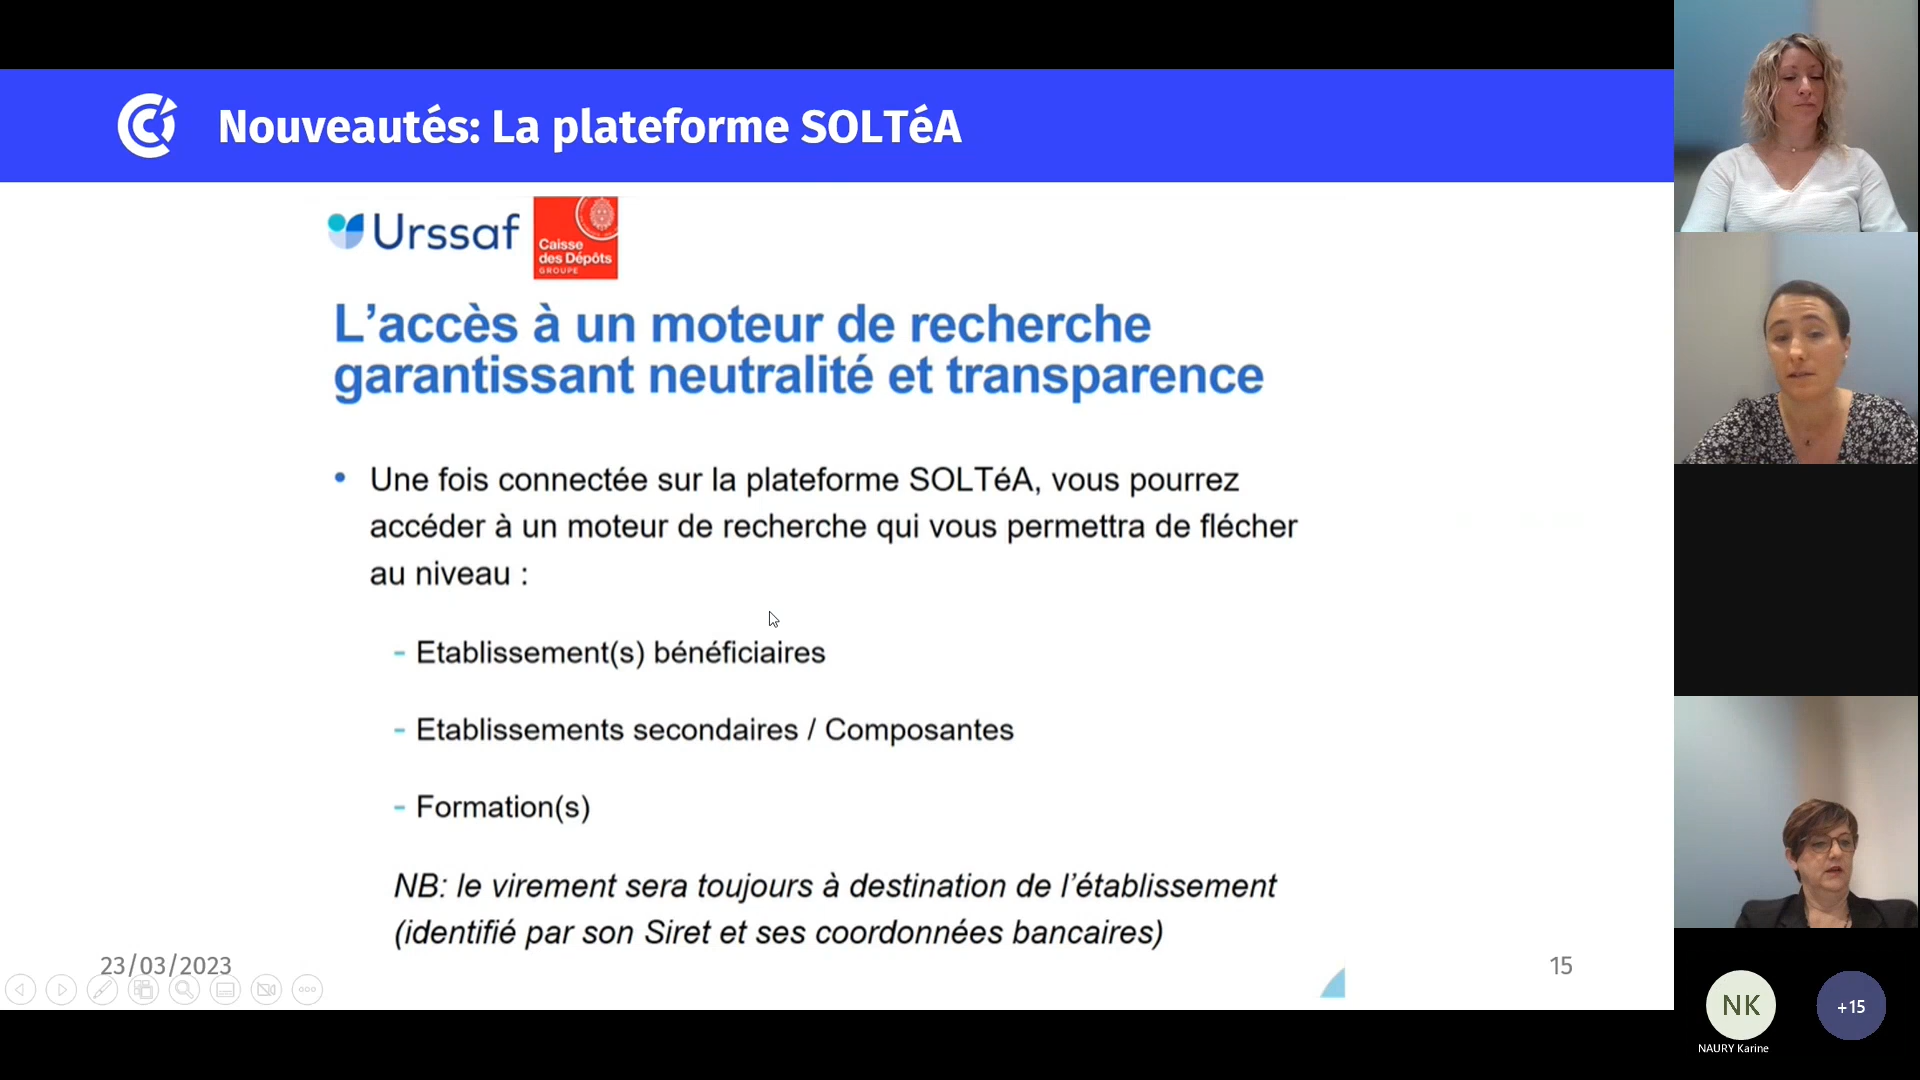 Nouveautés: La plateforme SOLTéA
Urssaf
Caisse
des Dépôts
GROUPE
L’accès à un moteur de recherche
garantissant neutralité et transparence
• Une fois connectée sur la plateforme SOLTéA, vous pourrez
accéder à un moteur de recherche qui vous permettra de flécher
au niveau :
- Etablissement(s) bénéficiaires
- Etablissements secondaires / Composantes
- Formation(s)
NB: le virement sera toujours à destination de l’établissement
(identifié par son Siret et ses coordonnées bancaires)
23/03/2023
15
NK
+15
NAURY Karine